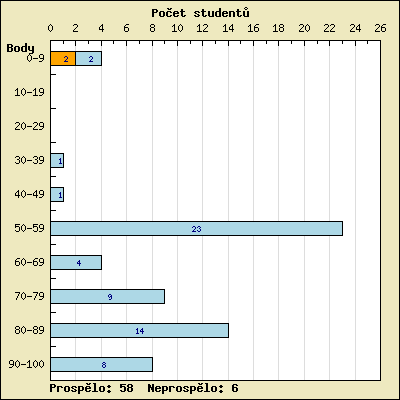 Počet studentů
0 2 4 6 8 10 12 14 16 18 20 22 24 26
Body
0-9 2 2
10-19
20-29
30-39 1
40-49 1
50-59 23
60-69 4
70-79 9
80-89 14
90-100 8
Prospělo: 58 Neprospělo: 6